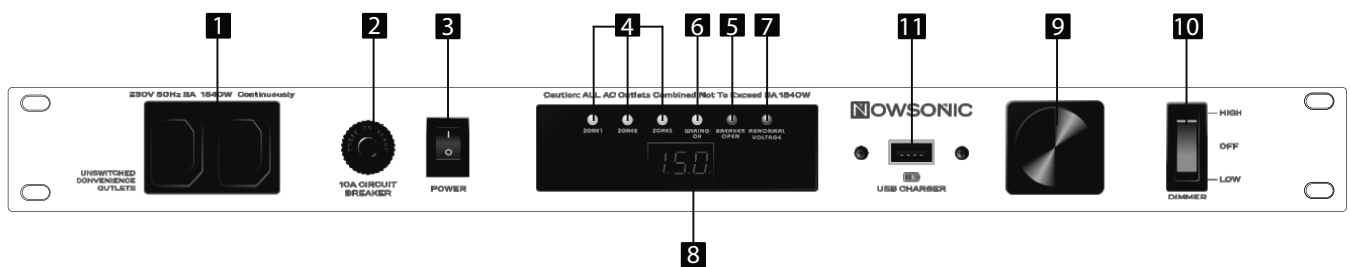 1
2
3
4
6
5
7
11
9
10
230V 50Hz 8A 1840W Continuously
Caution: ALL AC Outlets Combined Not To Exceed 8A 1840W
ZONE1
ZONE2
ZONE3
WIRING
OK
BREAKER
OPEN
ABNORMAL
VOLTAGE
NOWSONIC
HIGH
OFF
LOW
UNSWITCHED
CONVENIENCE
OUTLETS
10A CIRCUIT
BREAKER
I
O
POWER
1.5.0.
USB CHARGER
DIMMER
8